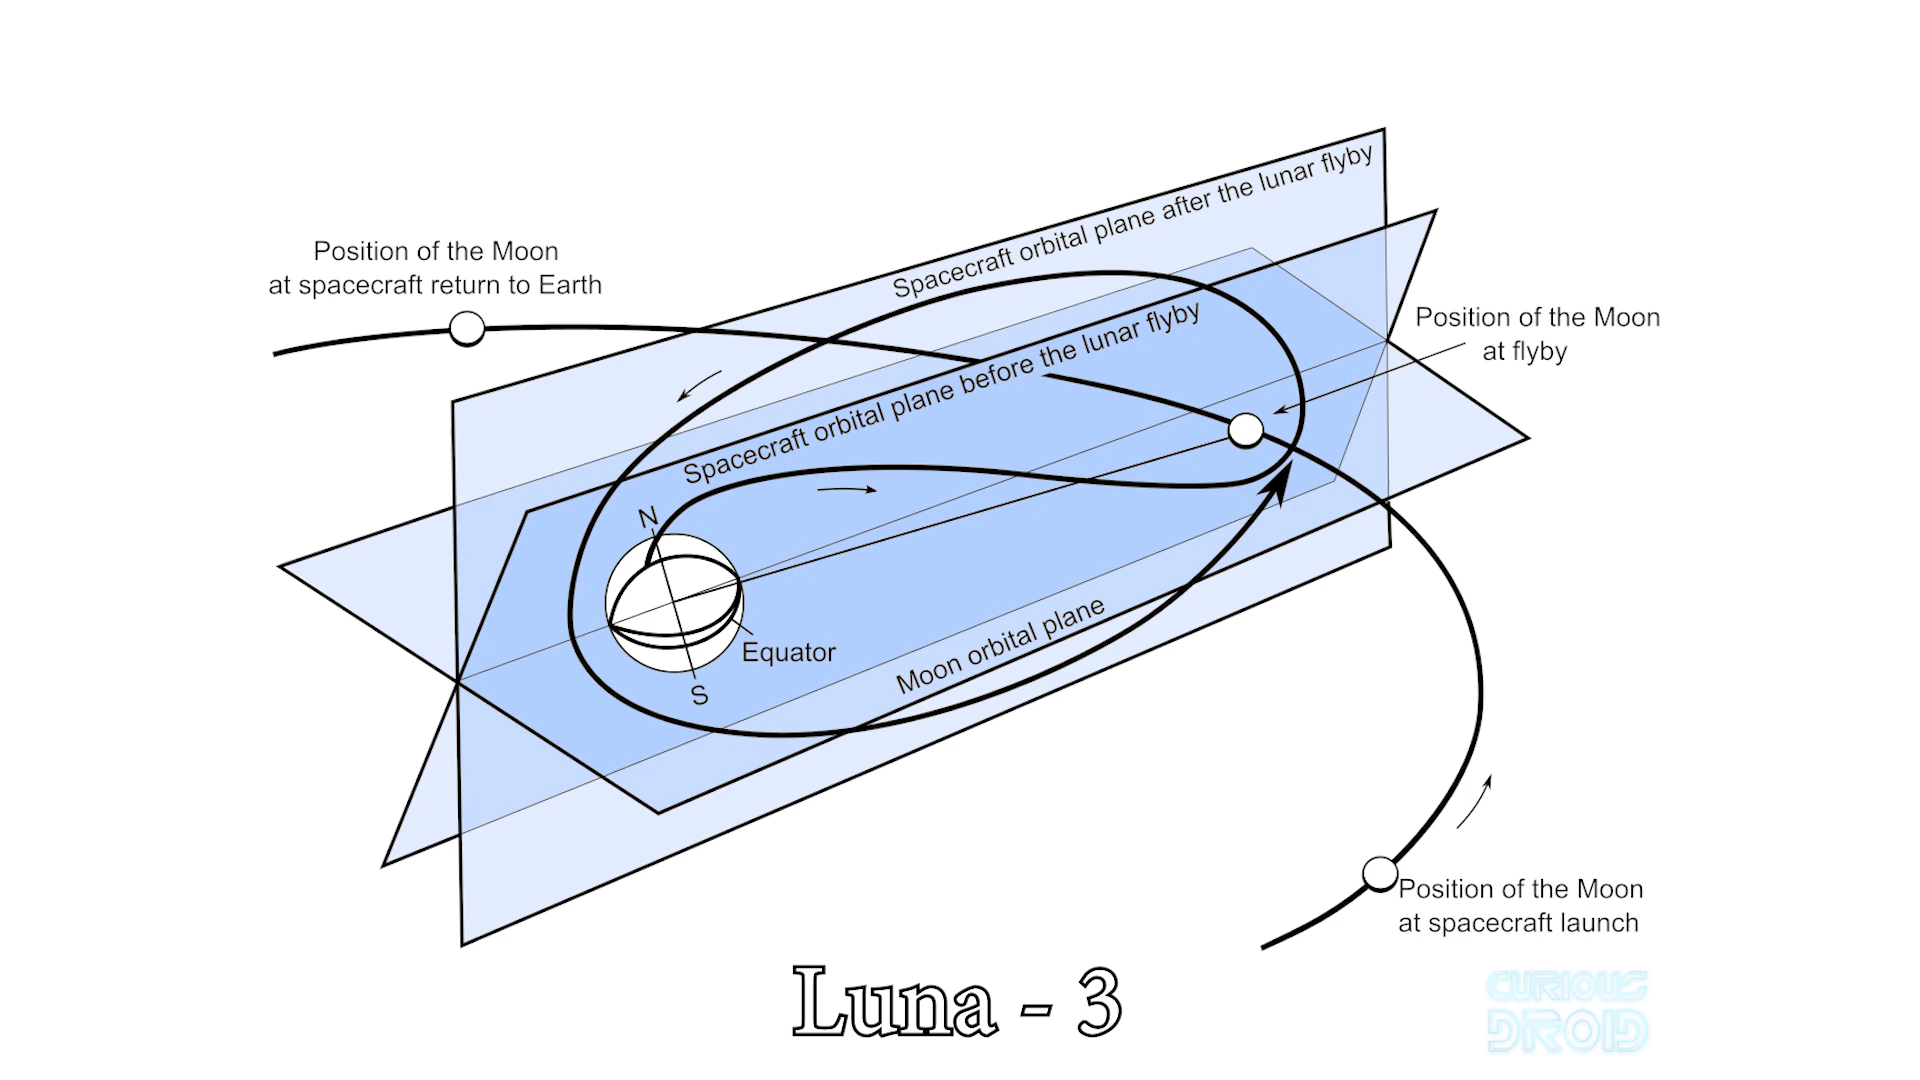 Spacecraft orbital plane after the lunar flyby
Position of the Moon
at spacecraft return to Earth
Spacecraft orbital plane before the lunar flyby
Position of the Moon
at flyby
N
Equator
S
Moon orbital plane
Position of the Moon
at spacecraft launch
Luna - 3
CURIOUS
DROID